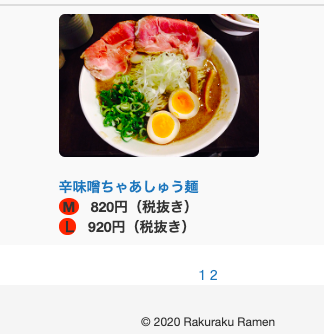 辛味噌ちゃあしゅう麺
M 820円（税抜き）
L 920円（税抜き）
1 2
© 2020 Rakuraku Ramen